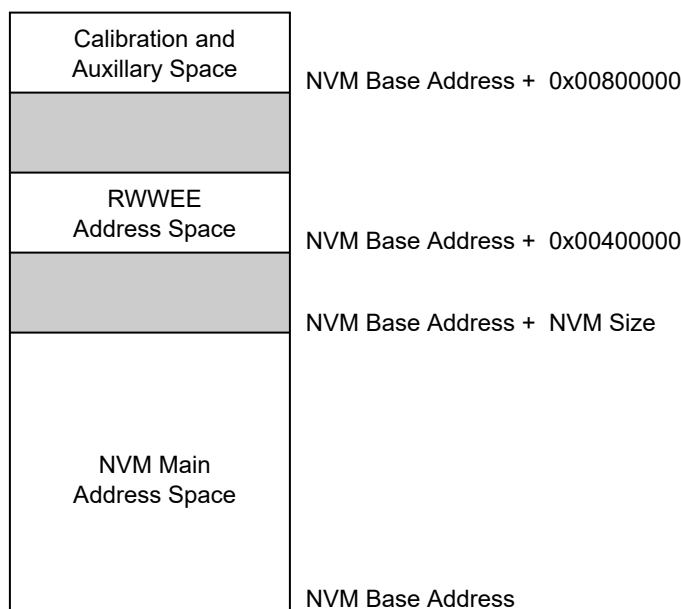 Calibration and
Auxillary Space
NVM Base Address + 0x00800000
RWWEE
Address Space
NVM Base Address + 0x00400000
NVM Base Address + NVM Size
NVM Main
Address Space
NVM Base Address